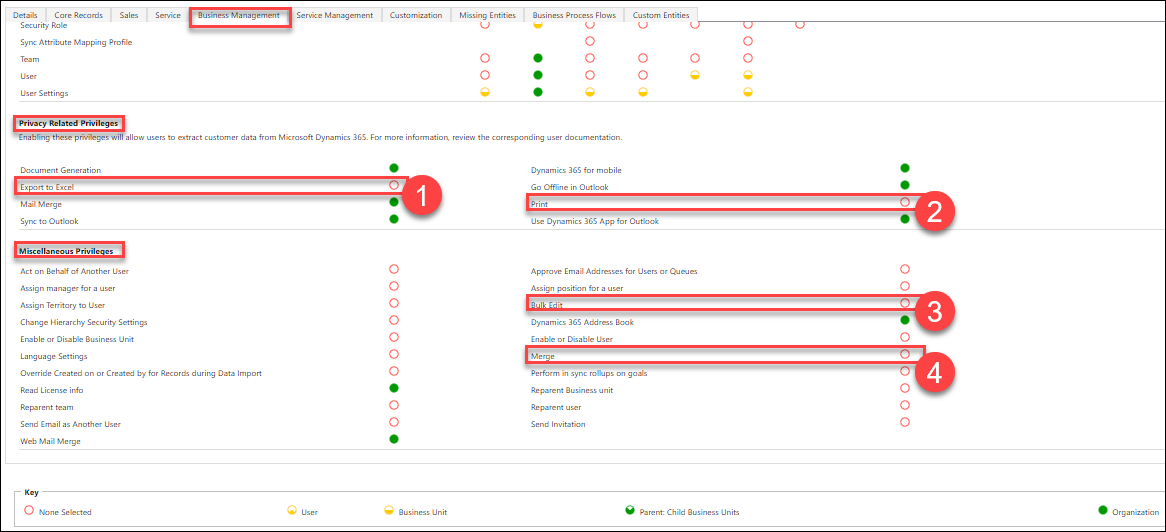 Details Core Records Sales Service Business Management Service Management Customization Missing Entities Business Process Flows Custom Entities
Security Role
Sync Attribute Mapping Profile
Team
User
User Settings
Privacy Related Privileges
Enabling these privileges will allow users to extract customer data from Microsoft Dynamics 365. For more information, review the corresponding user documentation.
Document Generation Dynamics 365 for mobile
Export to Excel Go Offline in Outlook
1
Mail Merge Print
2
Sync to Outlook Use Dynamics 365 App for Outlook
Miscellaneous Privileges
Act on Behalf of Another User Approve Email Addresses for Users or Queues
Assign manager for a user Assign position for a user
Assign Territory to User Bulk Edit
3
Change Hierarchy Security Settings Dynamics 365 Address Book
Enable or Disable Business Unit Enable or Disable User
Language Settings Merge
4
Override Created on or Created by for Records during Data Import Perform in sync rollups on goals
Read License info Reparent Business unit
Reparent team Reparent user
Send Email as Another User Send Invitation
Web Mail Merge
Key
None Selected User Business Unit Parent: Child Business Units Organization